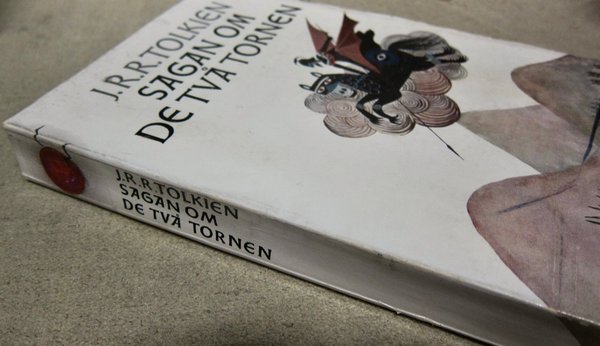 J.R.R.TOLKIEN
SAGAN OM
DE TVÅ TORNEN
J.R.R.TOLKIEN
SAGAN OM
DE TVÅ TORNEN